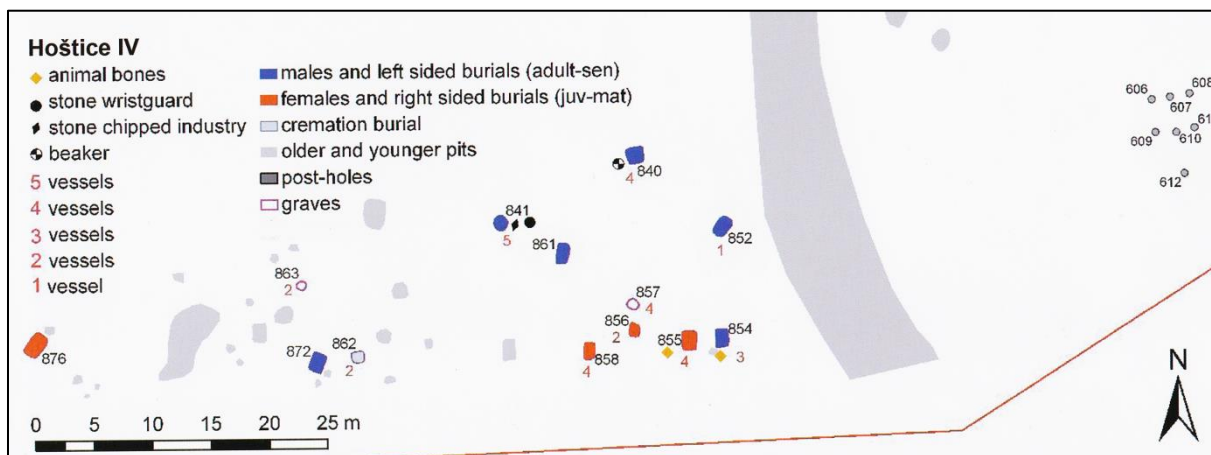 Hoštice IV
animal bones
stone wristguard
stone chipped industry
beaker
5 vessels
4 vessels
3 vessels
2 vessels
1 vessel
males and left sided burials (adult-sen)
females and right sided burials (juv-mat)
cremation burial
older and younger pits
post-holes
graves
606
607
608
609
610
612
4
840
841
5
861
852
1
863
2
857
4
856
2
855
4
854
3
858
4
862
2
872
876
N
0 5 10 15 20 25 m